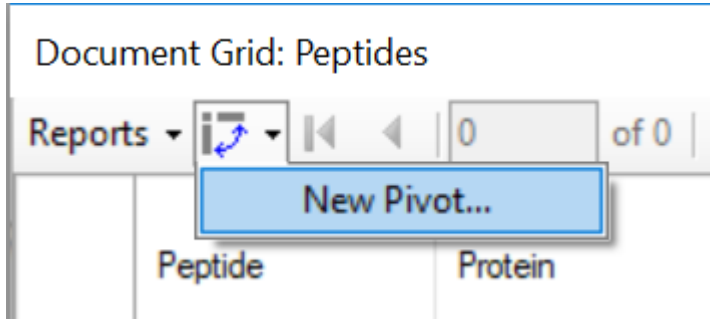 Document Grid: Peptides
Reports 0 of 0
New Pivot...
Peptide Protein